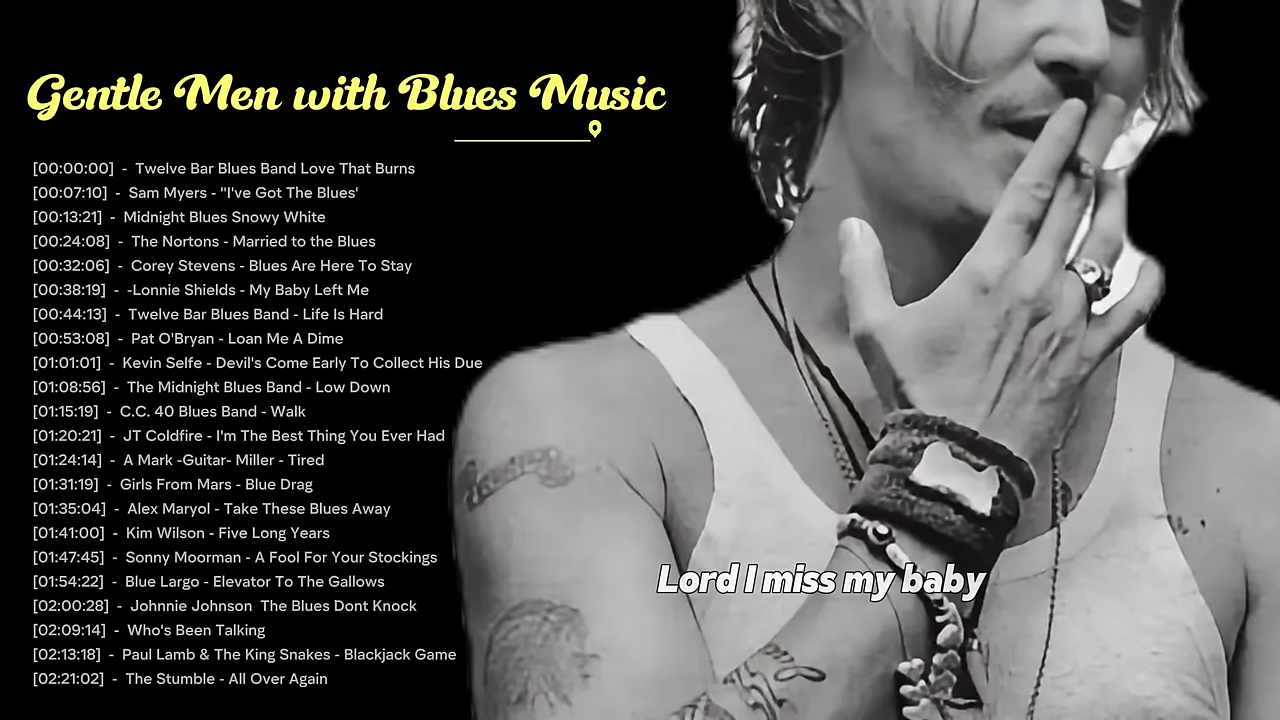 Gentle Men with Blues Music
[00:00:00] - Twelve Bar Blues Band Love That Burns
[00:07:10] - Sam Myers - "I've Got The Blues'
[00:13:21] - Midnight Blues Snowy White
[00:24:08] - The Nortons - Married to the Blues
[00:32:06] - Corey Stevens - Blues Are Here To Stay
[00:38:19] - -Lonnie Shields - My Baby Left Me
[00:44:13] - Twelve Bar Blues Band - Life Is Hard
[00:53:08] - Pat O'Bryan - Loan Me A Dime
[01:01:01] - Kevin Selfe - Devil's Come Early To Collect His Due
[01:08:56] - The Midnight Blues Band - Low Down
[01:15:19] - C.C. 40 Blues Band - Walk
[01:20:21] - JT Coldfire - I'm The Best Thing You Ever Had
[01:24:14] - A Mark -Guitar- Miller - Tired
[01:31:19] - Girls From Mars - Blue Drag
[01:35:04] - Alex Maryol - Take These Blues Away
[01:41:00] - Kim Wilson - Five Long Years
[01:47:45] - Sonny Moorman - A Fool For Your Stockings
[01:54:22] - Blue Largo - Elevator To The Gallows
[02:00:28] - Johnnie Johnson The Blues Dont Knock
[02:09:14] - Who's Been Talking
[02:13:18] - Paul Lamb & The King Snakes - Blackjack Game
[02:21:02] - The Stumble - All Over Again
Lord I miss my baby